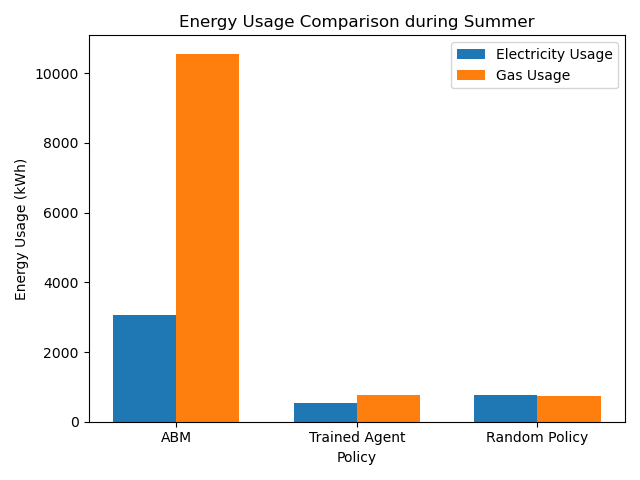 Energy Usage Comparison during Summer
Electricity Usage
Gas Usage
10000
8000
6000
4000
2000
0
Energy Usage (kWh)
ABM
Trained Agent
Random Policy
Policy